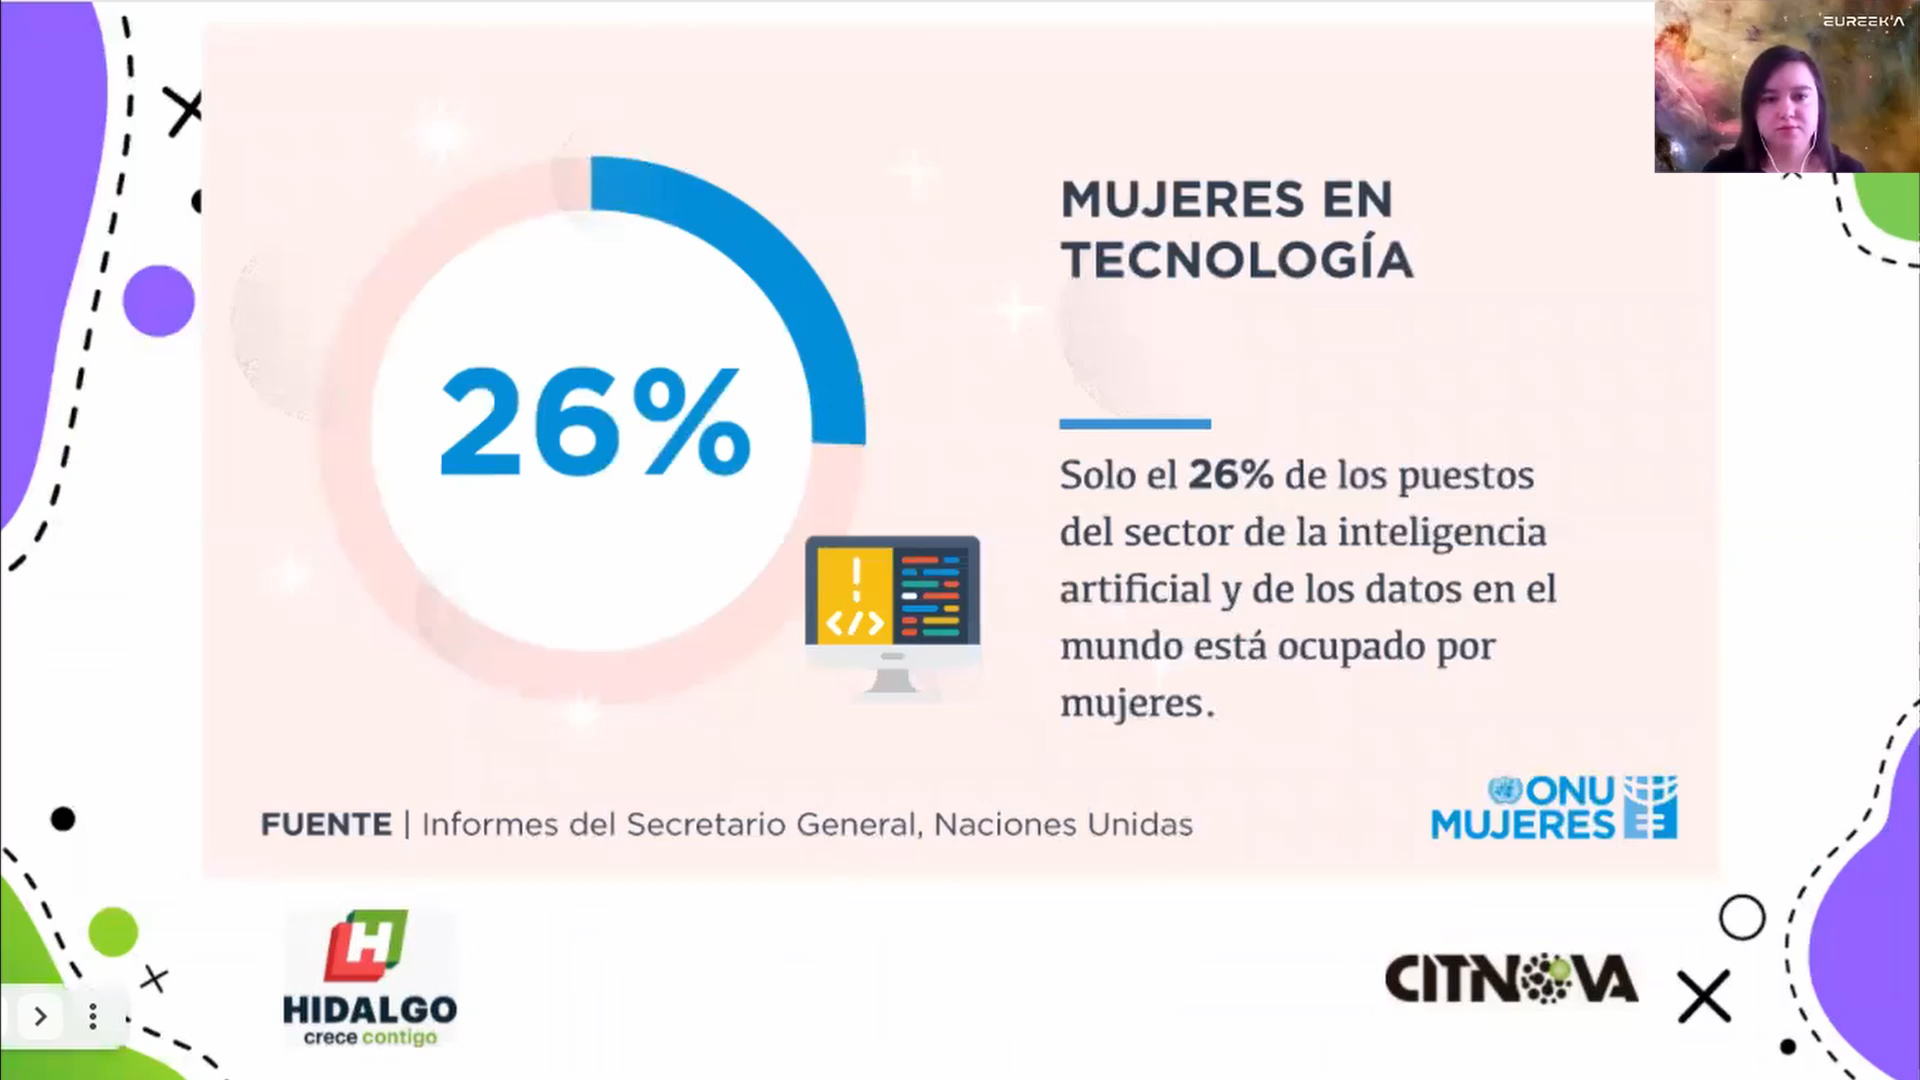 EUREEK'A
MUJERES EN
TECNOLOGÍA
26%
Solo el 26% de los puestos
del sector de la inteligencia
artificial y de los datos en el
mundo está ocupado por
mujeres.
FUENTE | Informes del Secretario General, Naciones Unidas
ONU
MUJERES
H
HIDALGO
crece contigo
CITNOVA